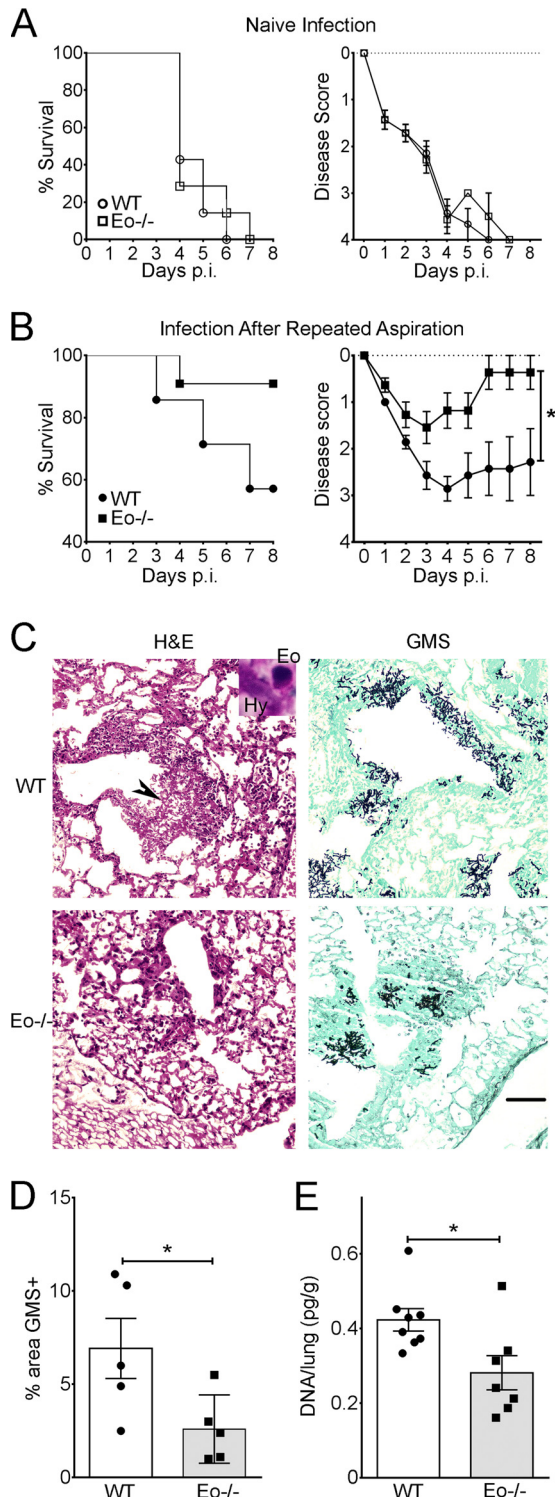 A
Naive Infection
100
80
60
40
20
0
% Survival
WT
Eo-/-
0 1 2 3 4 5 6 7 8
Days p.i.
0
1
2
3
4
Disease Score
0 1 2 3 4 5 6 7 8
Days p.i.
B
Infection After Repeated Aspiration
100
80
60
40
% Survival
WT
Eo-/-
0 1 2 3 4 5 6 7 8
Days p.i.
0
1
2
3
4
Disease score
*
0 1 2 3 4 5 6 7 8
Days p.i.
C
H&E
GMS
Eo
Hy
WT
Eo-/-
D
15
10
5
0
% area GMS+
*
WT
Eo-/-
E
0.6
0.4
0.2
0
DNA/lung (pg/g)
*
WT
Eo-/-